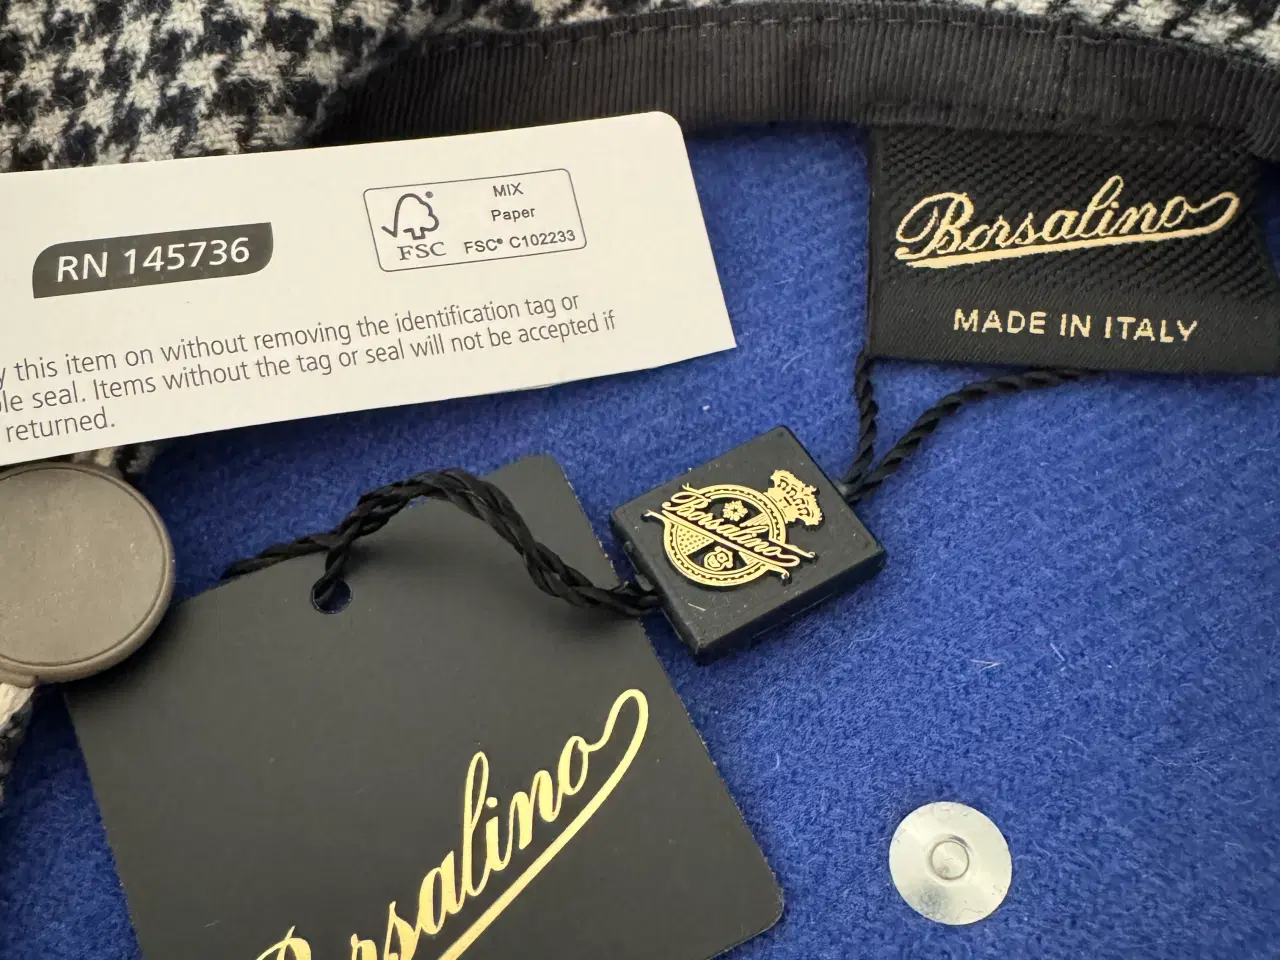 RN 145736
FSC
MIX
Paper
FSC® C102233
this item on without removing the identification tag or
seal. Items without the tag or seal will not be accepted if
returned.
Borsalino
MADE IN ITALY
Borsalino
Borsalino